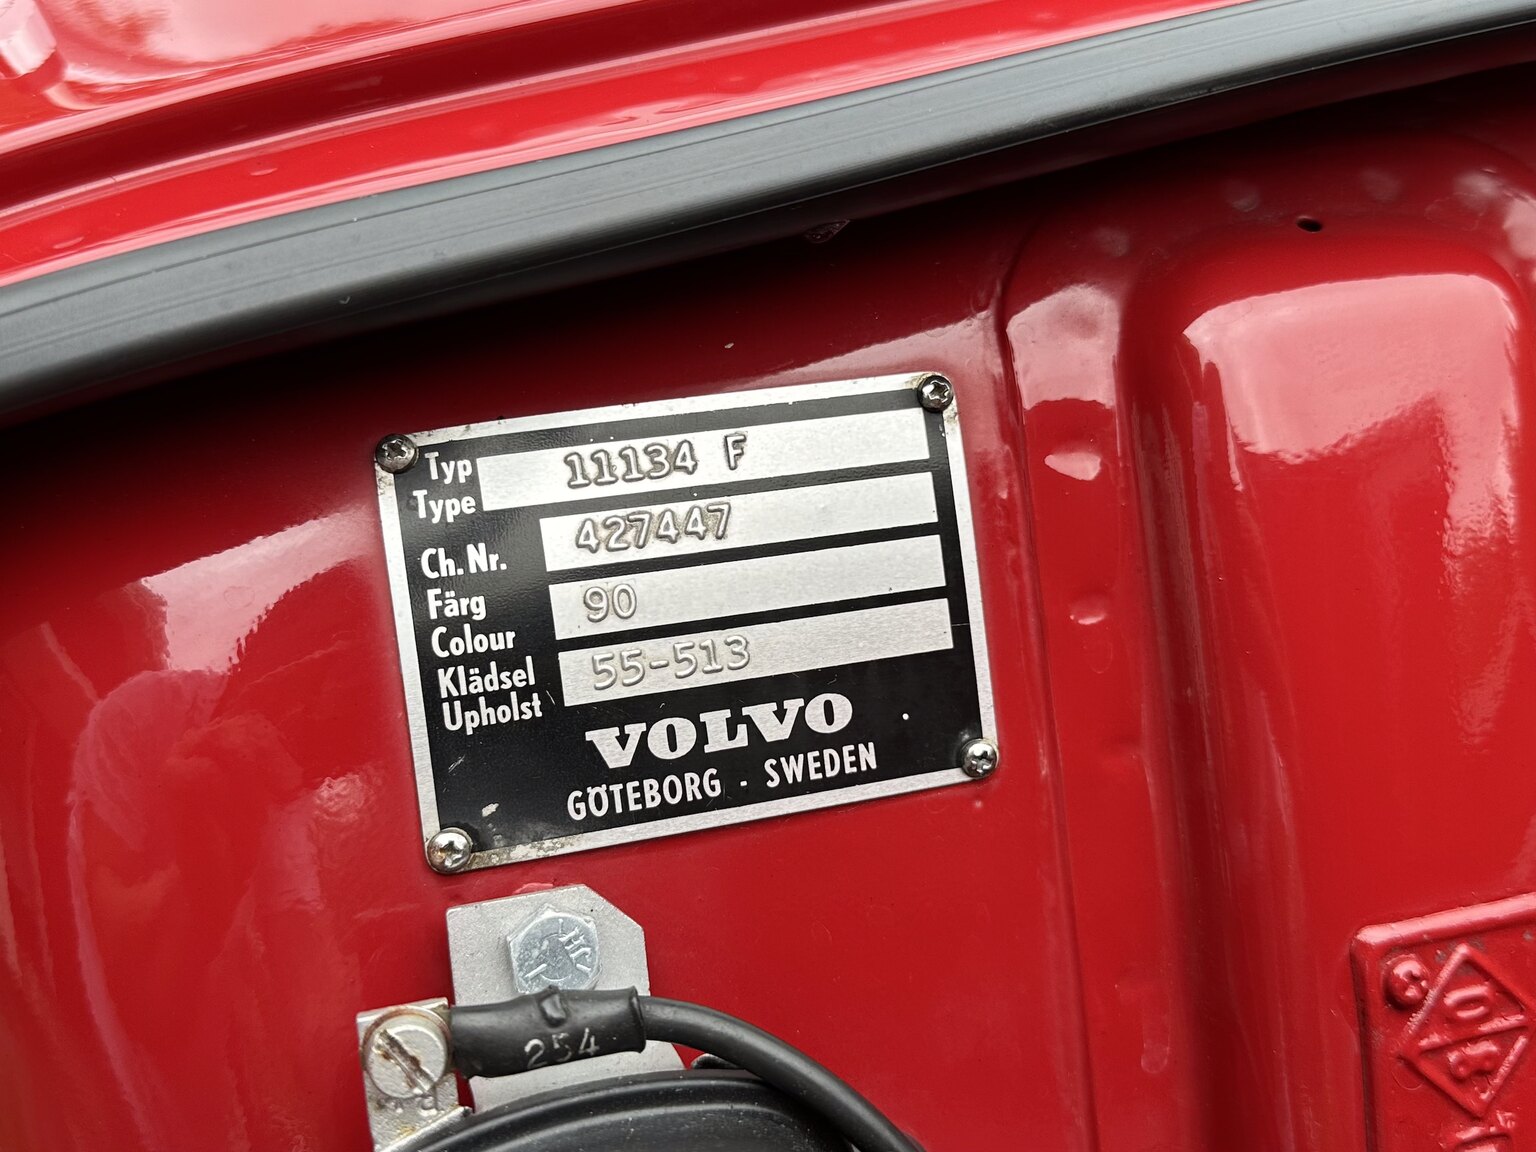 Typ
Type
11134 F
Ch. Nr.
427447
Färg
Colour
90
Klädsel
Upholst
55-513
VOLVO
GÖTEBORG - SWEDEN
254